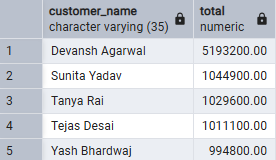 customer_name total
character varying (35) numeric
1 Devansh Agarwal 5193200.00
2 Sunita Yadav 1044900.00
3 Tanya Rai 1029600.00
4 Tejas Desai 1011100.00
5 Yash Bhardwaj 994800.00